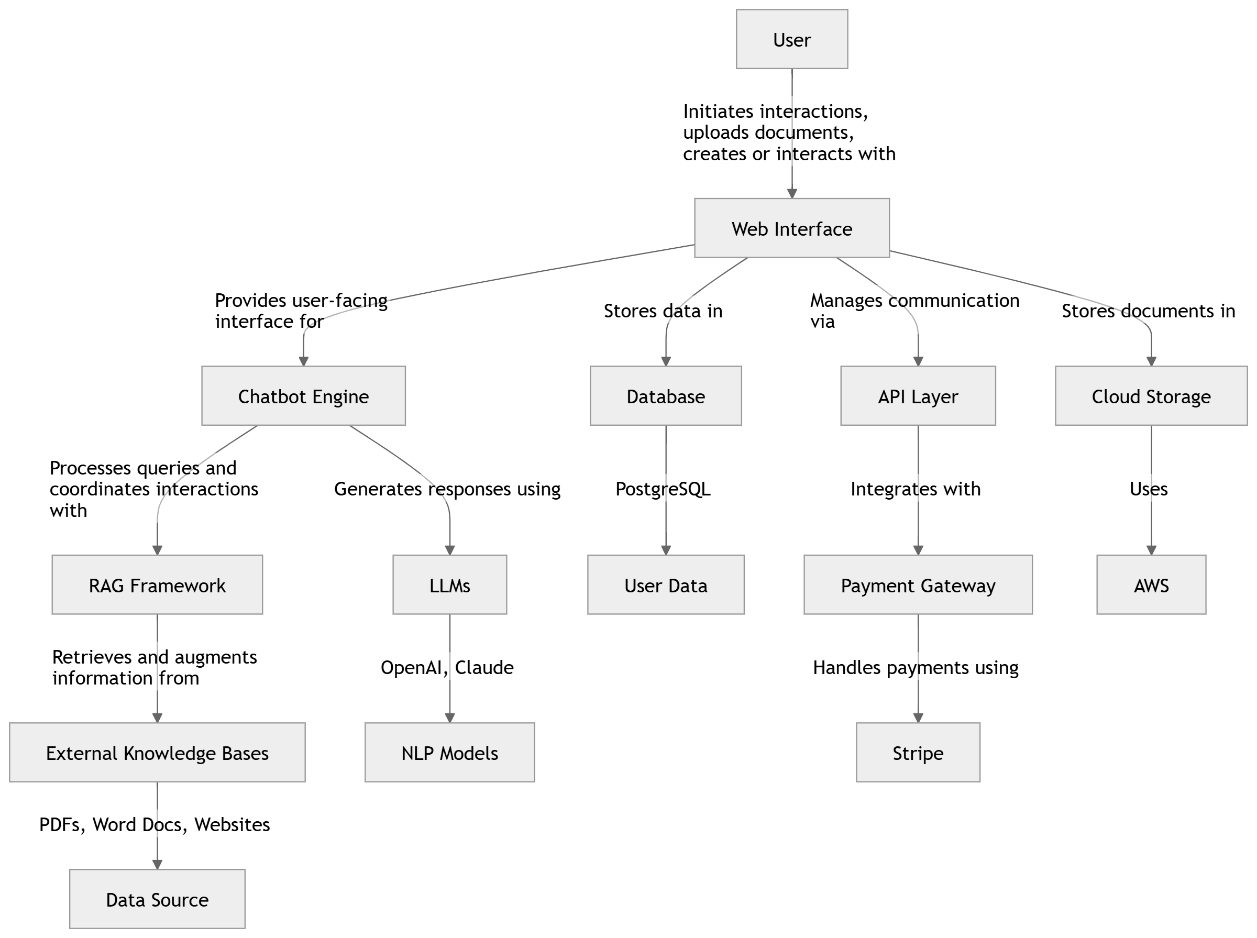 User
Initiates interactions,
uploads documents,
creates or interacts with
Web Interface
Provides user-facing
interface for
Stores data in
Manages communication
via
Stores documents in
Chatbot Engine
Database
API Layer
Cloud Storage
Processes queries and
coordinates interactions
with
Generates responses using
PostgreSQL
Integrates with
Uses
RAG Framework
LLMs
User Data
Payment Gateway
AWS
Retrieves and augments
information from
OpenAI, Claude
Handles payments using
External Knowledge Bases
NLP Models
Stripe
PDFs, Word Docs, Websites
Data Source